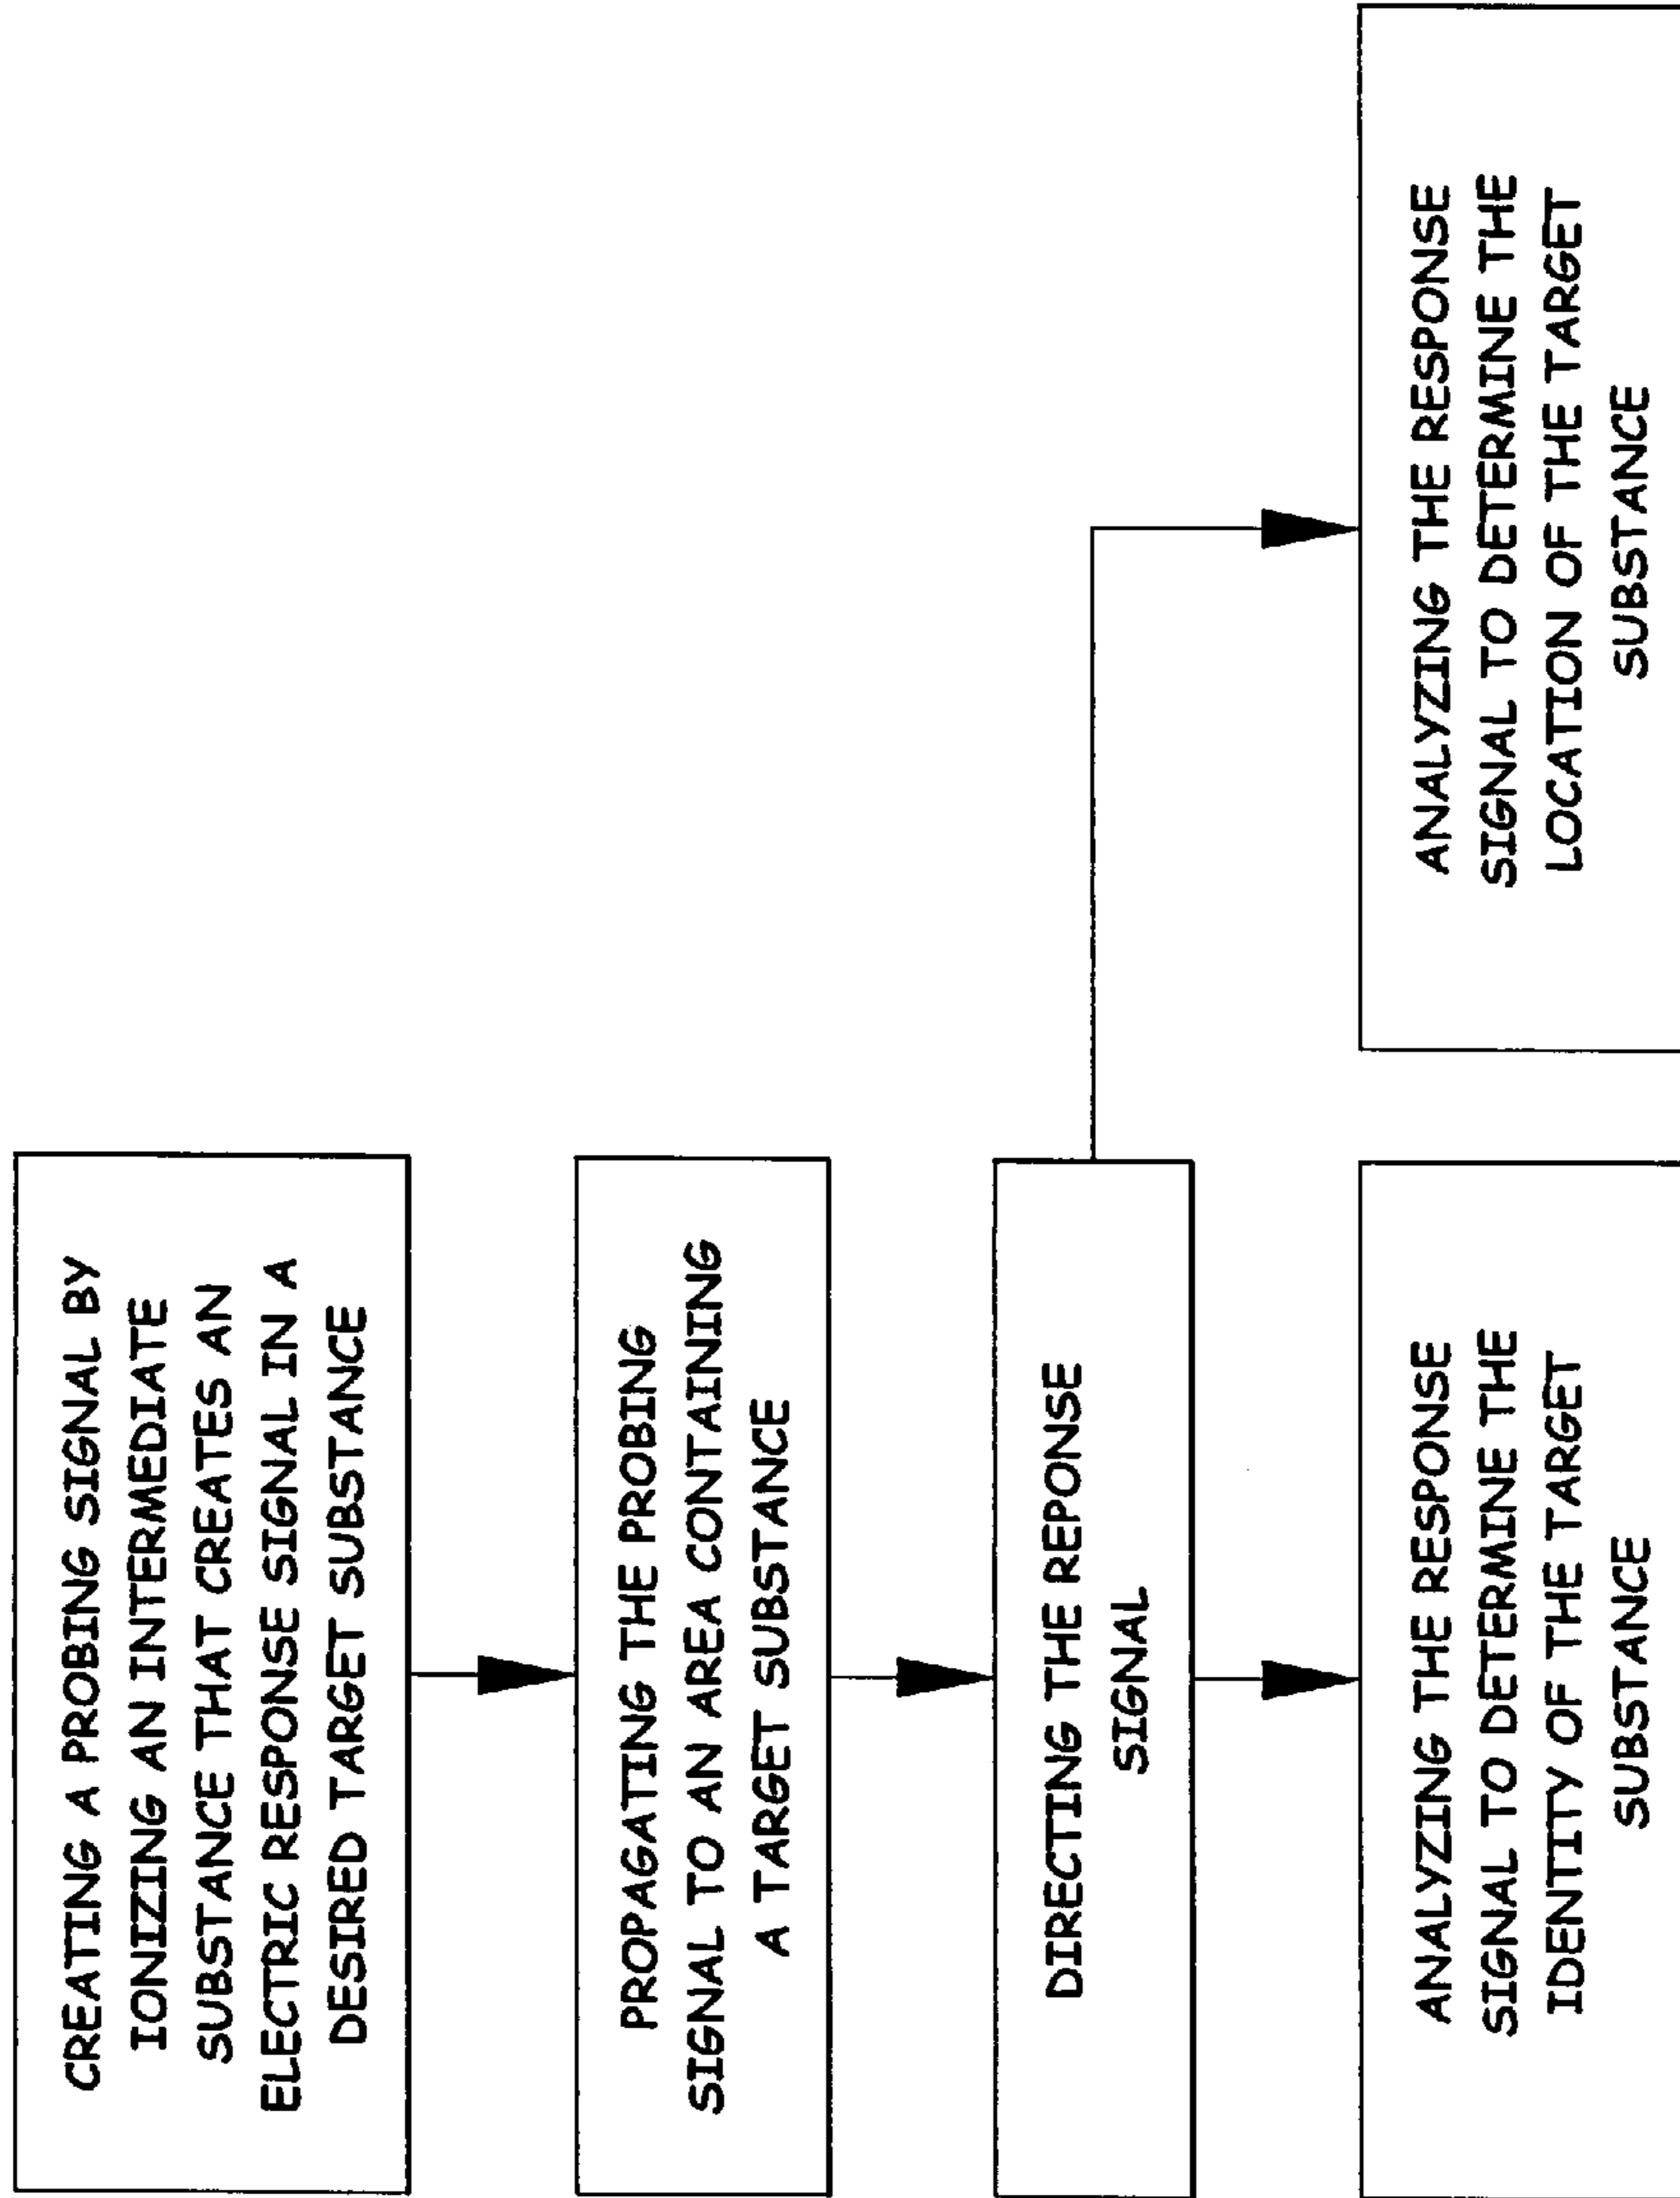 CREATING A PROBING SIGNAL BY
IONIZING AN INTERMEDIATE
SUBSTANCE THAT CREATES AN
ELECTRIC RESPONSE SIGNAL IN A
DESIRED TARGET SUBSTANCE
PROPAGATING THE PROBING
SIGNAL TO AN AREA CONTAINING
A TARGET SUBSTANCE
DIRECTING THE REPONSE
SIGNAL
ANALYZING THE RESPONSE
SIGNAL TO DETERMINE THE
IDENTITY OF THE TARGET
SUBSTANCE
ANALYZING THE RESPONSE
SIGNAL TO DETERMINE THE
LOCATION OF THE TARGET
SUBSTANCE